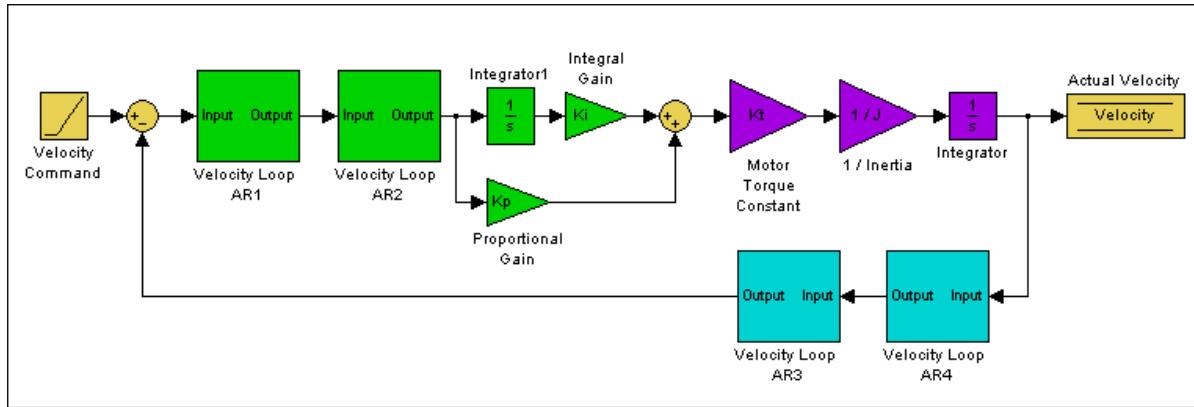 Velocity
Command
+
−
Input Output
Velocity Loop
AR1
Input Output
Velocity Loop
AR2
Integrator1
1
s
Integral
Gain
Ki
Kp
Proportional
Gain
+
+
Kt
Motor
Torque
Constant
1 / J
1 / Inertia
1
s
Integrator
Actual Velocity
Velocity
Output Input
Velocity Loop
AR3
Output Input
Velocity Loop
AR4